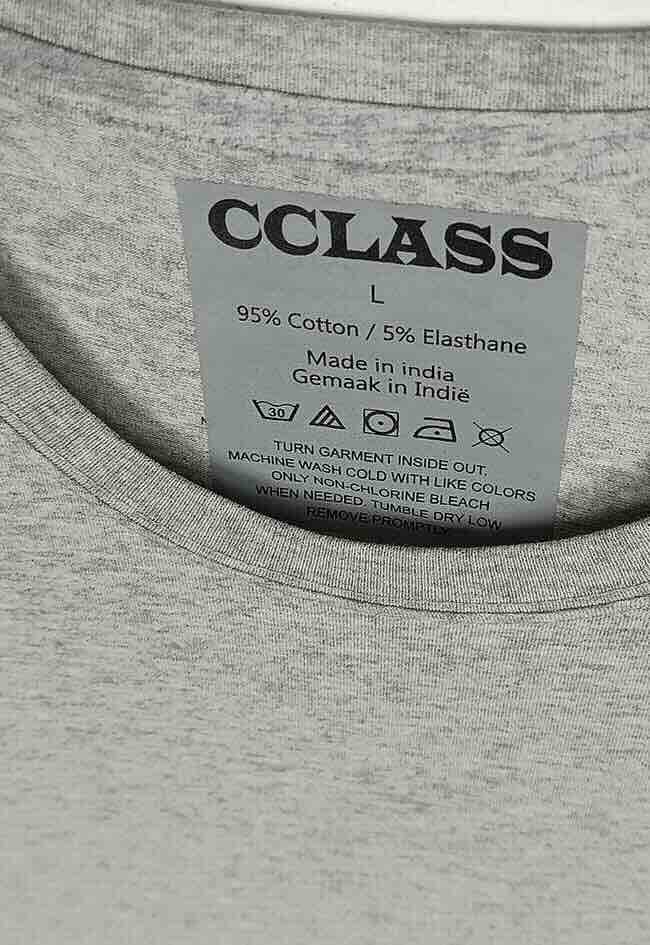 CCLASS
L
95% Cotton / 5% Elasthane
Made in india
Gemaak in Indië
30
TURN GARMENT INSIDE OUT,
MACHINE WASH COLD WITH LIKE COLORS
ONLY NON-CHLORINE BLEACH
WHEN NEEDED, TUMBLE DRY LOW
REMOVE PROMPTLY